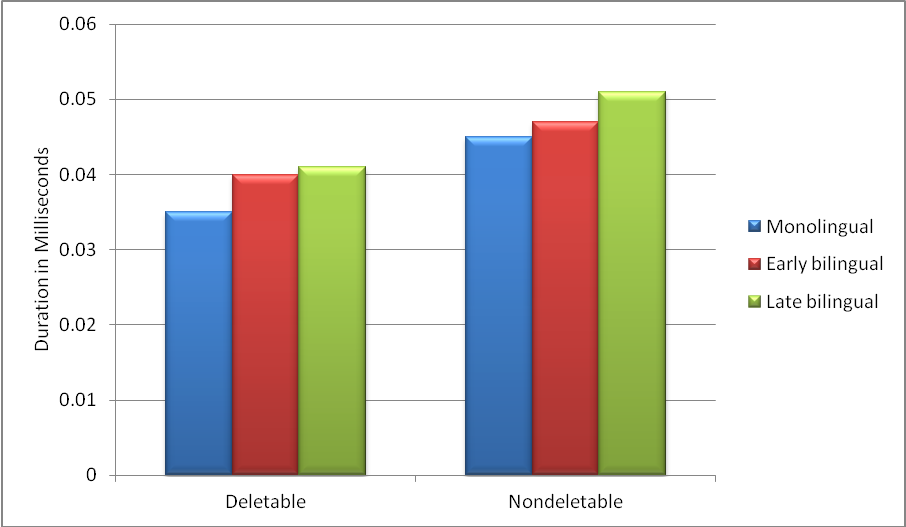 0.06
0.05
0.04
0.03
0.02
0.01
0
Duration in Milliseconds
Deletable
Nondeletable
Monolingual
Early bilingual
Late bilingual